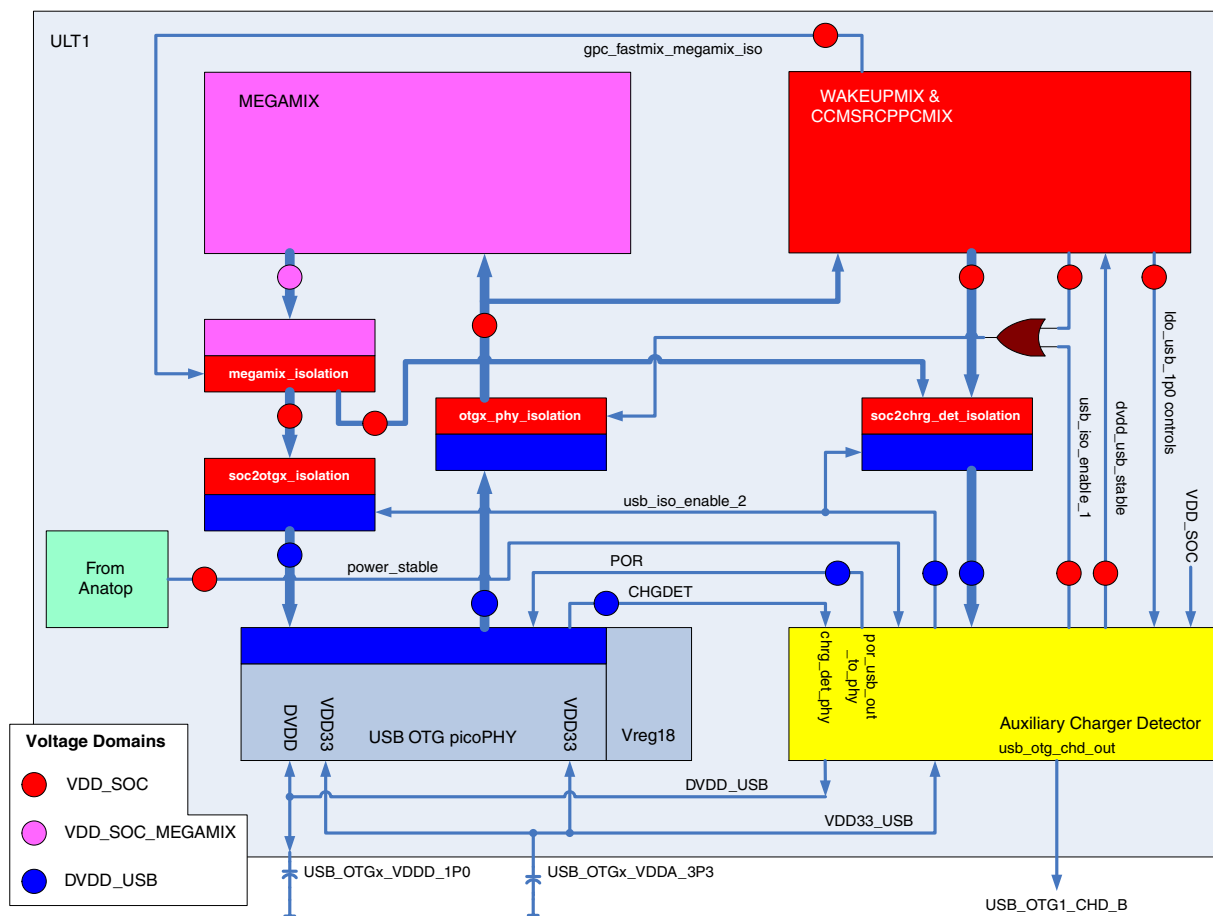 ULT1
gpc_fastmix_megamix_iso
MEGAMIX
WAKEUPMIX &
CCMSRCPPCMIX
megamix_isolation
otgx_phy_isolation
soc2chrg_det_isolation
soc2otgx_isolation
usb_iso_enable_1
dvdd_usb_stable
ldo_usb_1p0 controls
VDD_SOC
usb_iso_enable_2
From
Anatop
power_stable
POR
CHGDET
chrg_det_phy
por_usb_out
_to_phy
DVDD
VDD33
VDD33
USB OTG picoPHY
Vreg18
Auxiliary Charger Detector
usb_otg_chd_out
Voltage Domains
VDD_SOC
VDD_SOC_MEGAMIX
DVDD_USB
DVDD_USB
VDD33_USB
USB_OTGx_VDDD_1P0
USB_OTGx_VDDA_3P3
USB_OTG1_CHD_B